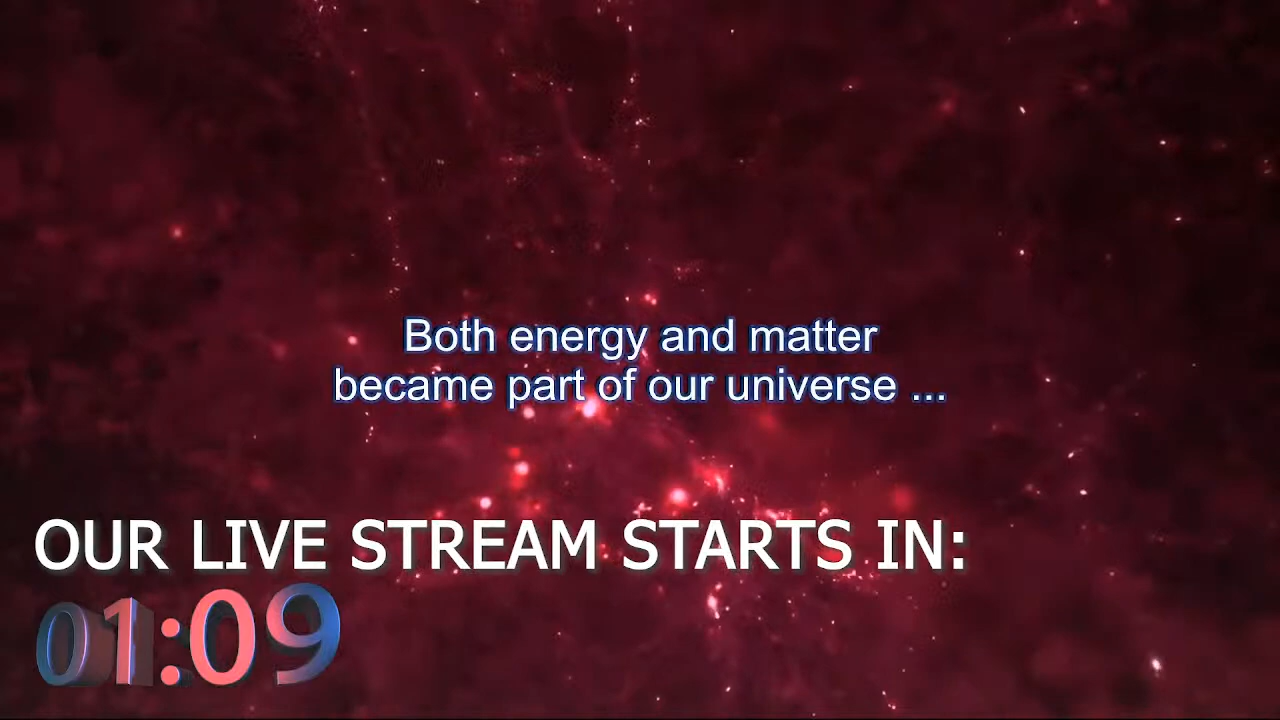 Both energy and matter
became part of our universe ...
OUR LIVE STREAM STARTS IN:
01:09